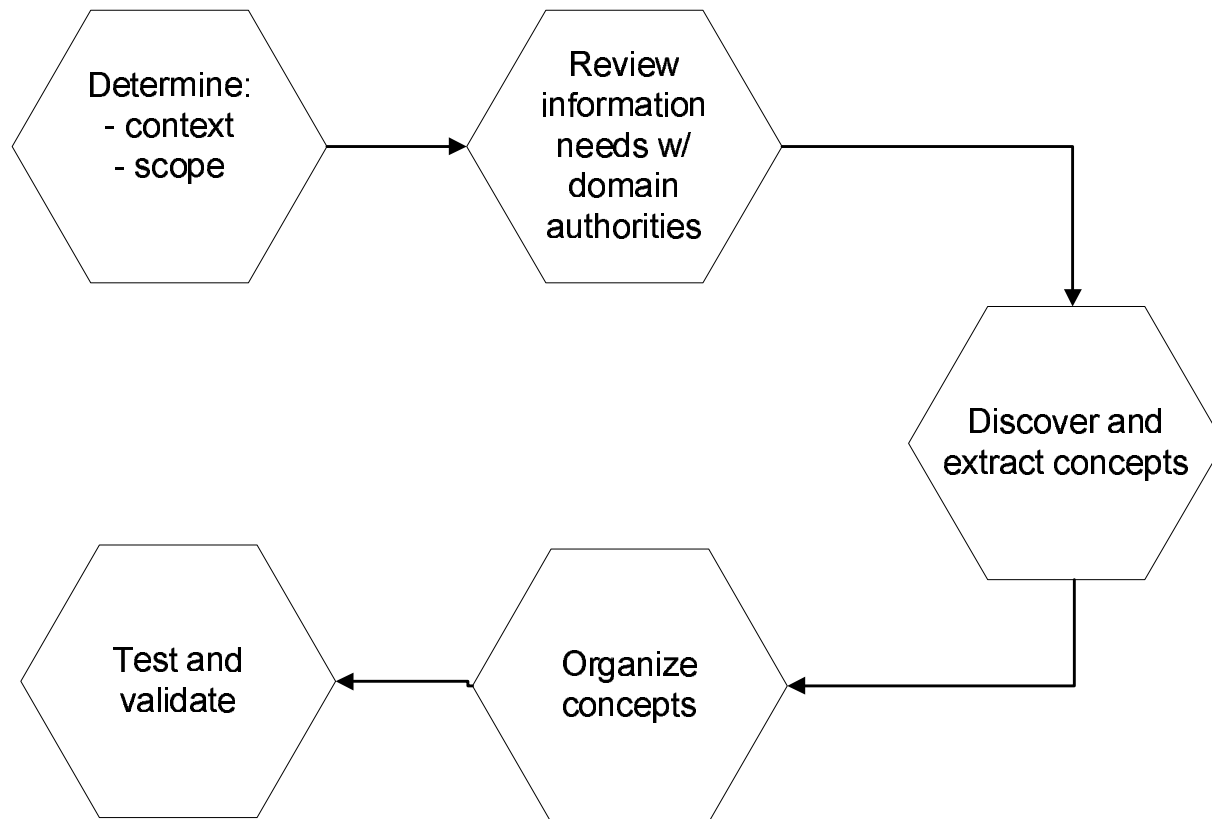 Determine:
- context
- scope
Review
information
needs w/
domain
authorities
Discover and
extract concepts
Organize
concepts
Test and
validate